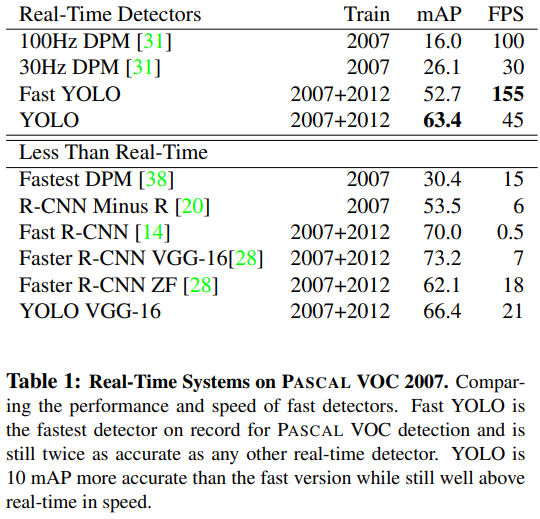 Real-Time Detectors Train mAP FPS
100Hz DPM [31] 2007 16.0 100
30Hz DPM [31] 2007 26.1 30
Fast YOLO 2007+2012 52.7 155
YOLO 2007+2012 63.4 45
Less Than Real-Time
Fastest DPM [38] 2007 30.4 15
R-CNN Minus R [20] 2007 53.5 6
Fast R-CNN [14] 2007+2012 70.0 0.5
Faster R-CNN VGG-16[28] 2007+2012 73.2 7
Faster R-CNN ZF [28] 2007+2012 62.1 18
YOLO VGG-16 2007+2012 66.4 21
Table 1: Real-Time Systems on PASCAL VOC 2007. Compar-
ing the performance and speed of fast detectors. Fast YOLO is
the fastest detector on record for PASCAL VOC detection and is
still twice as accurate as any other real-time detector. YOLO is
10 mAP more accurate than the fast version while still well above
real-time in speed.